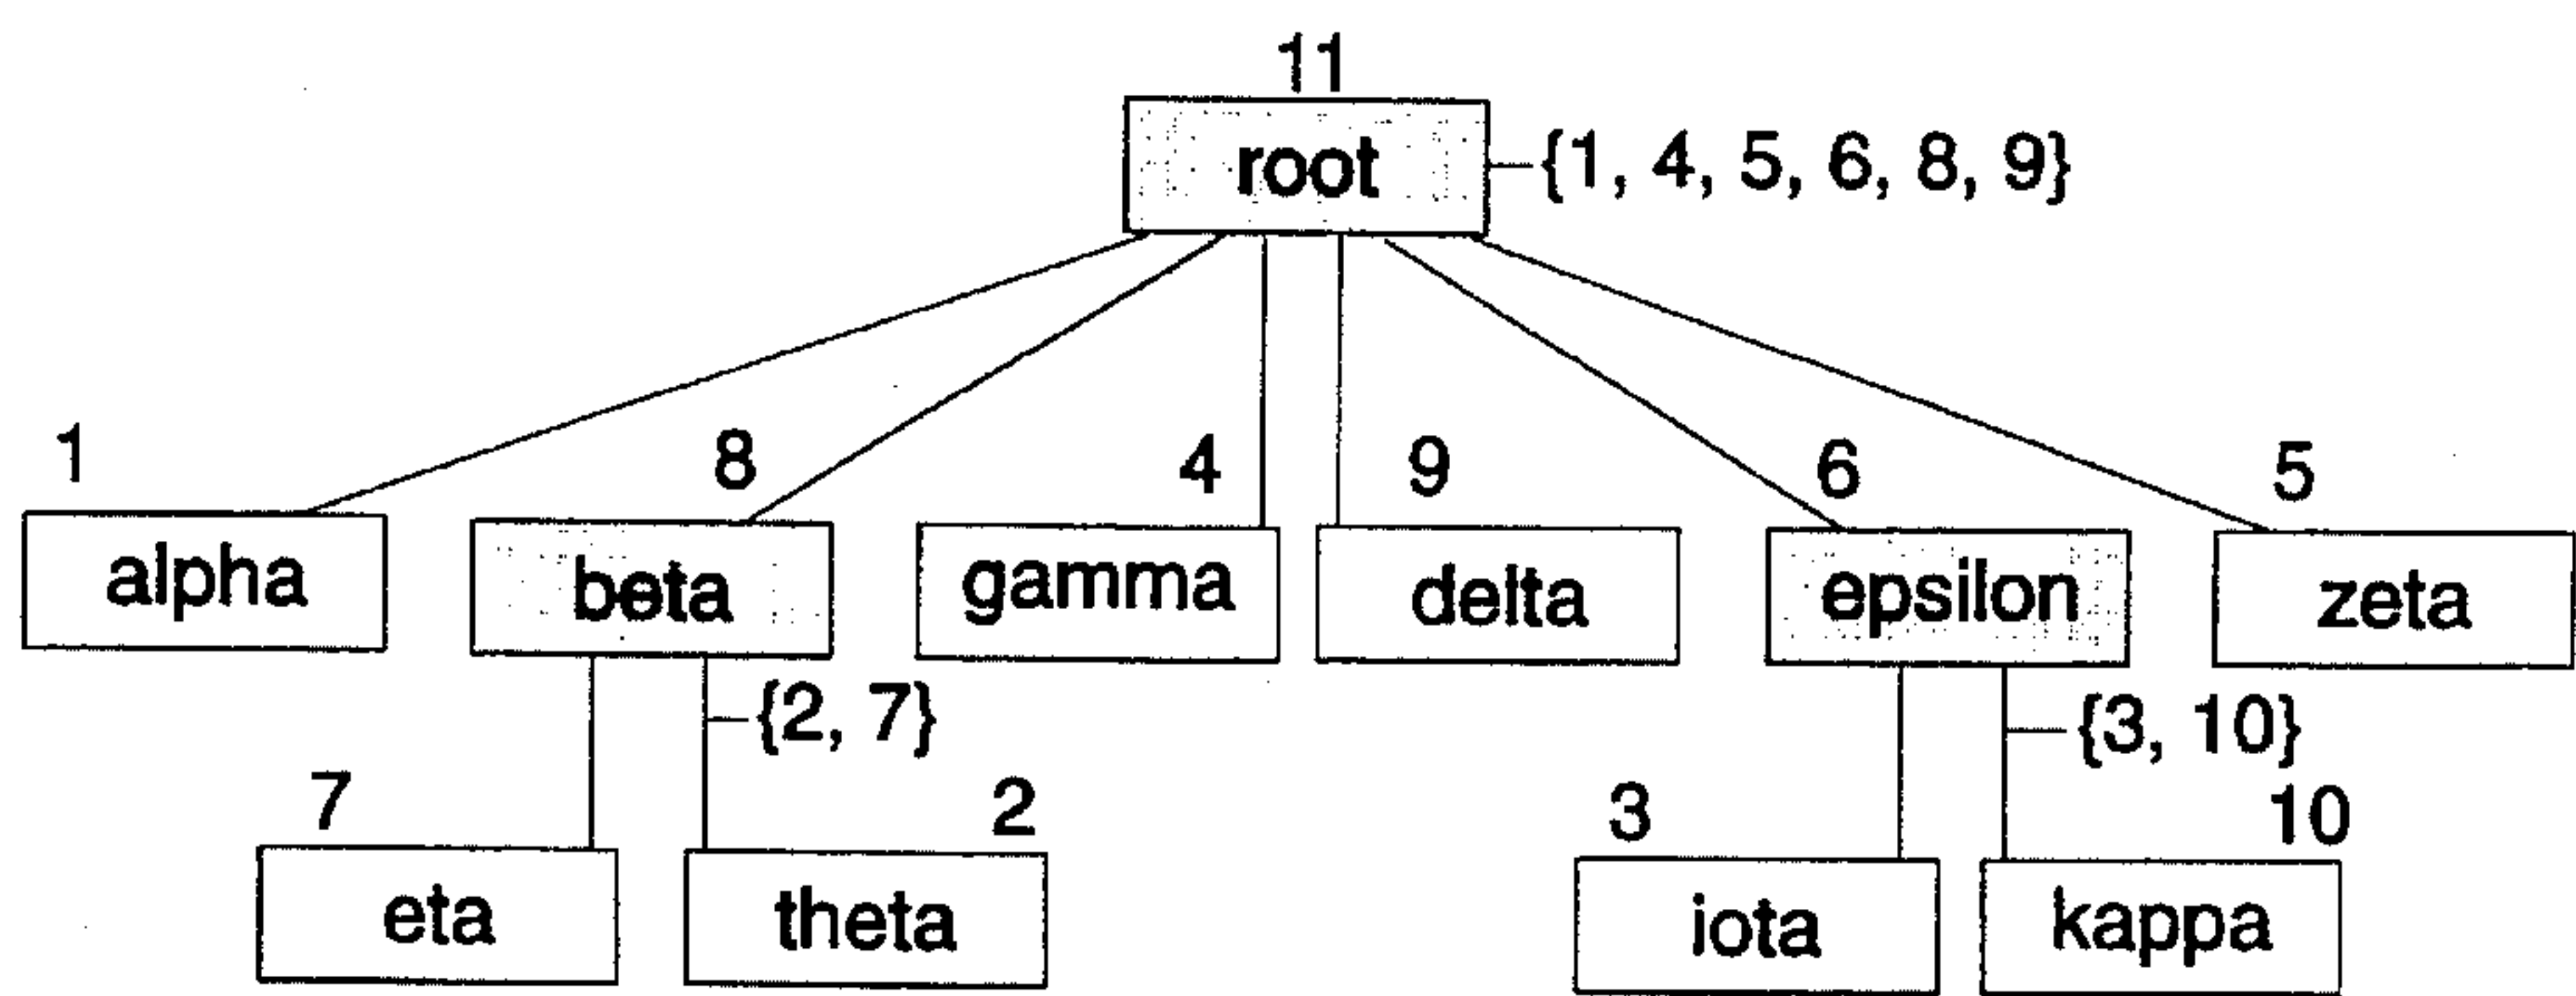 11
root
{1, 4, 5, 6, 8, 9}
1 8 4 9 6 5
alpha beta gamma delta epsilon zeta
{2, 7} {3, 10}
7 2 3 10
eta theta iota kappa